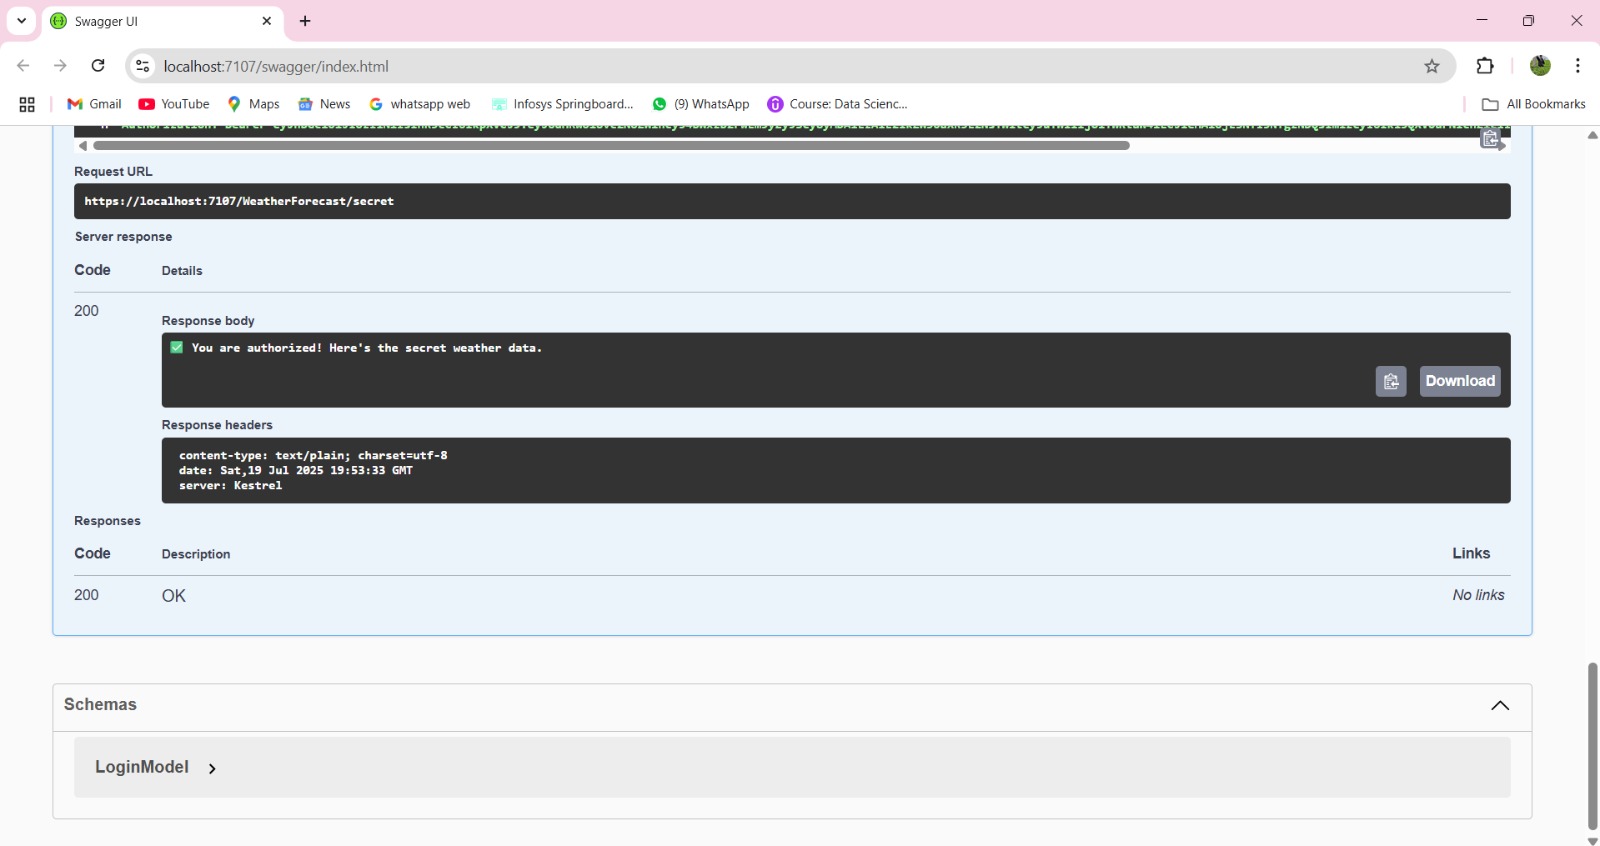 Swagger UI
localhost:7107/swagger/index.html
Gmail YouTube Maps News whatsapp web Infosys Springboard... (9) WhatsApp Course: Data Scienc... All Bookmarks
Request URL
https://localhost:7107/WeatherForecast/secret
Server response
Code Details
200
Response body
✅ You are authorized! Here's the secret weather data.
Download
Response headers
content-type: text/plain; charset=utf-8
date: Sat,19 Jul 2025 19:53:33 GMT
server: Kestrel
Responses
Code Description Links
200 OK No links
Schemas
LoginModel